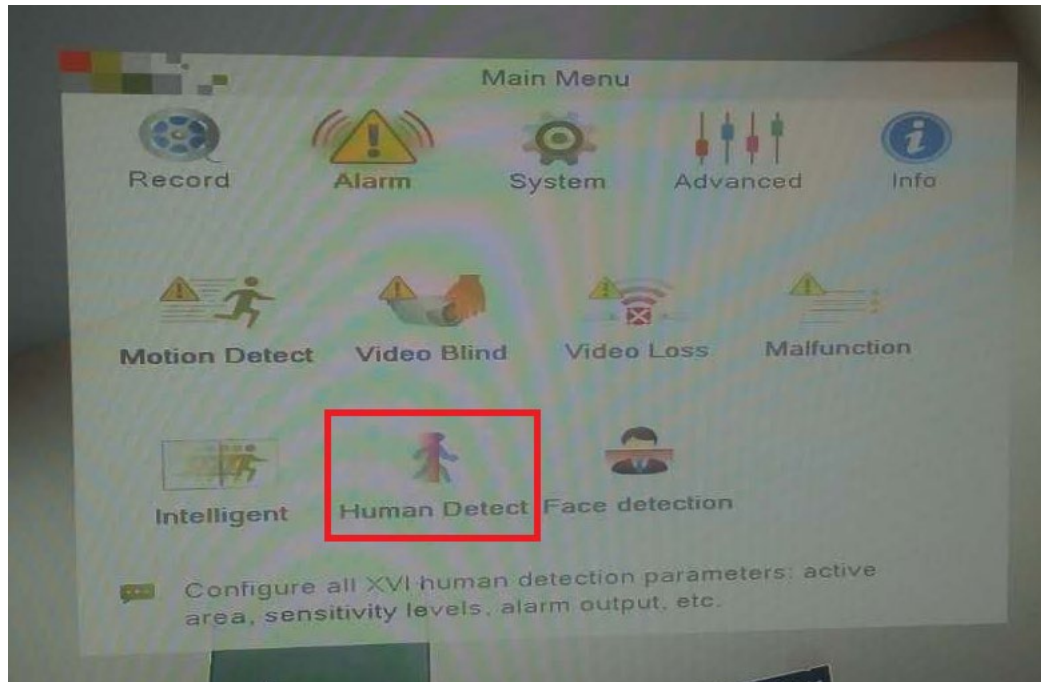 Main Menu
Record Alarm System Advanced Info
Motion Detect Video Blind Video Loss Malfunction
Intelligent Human Detect Face detection
Configure all XVI human detection parameters: active
area, sensitivity levels, alarm output, etc.